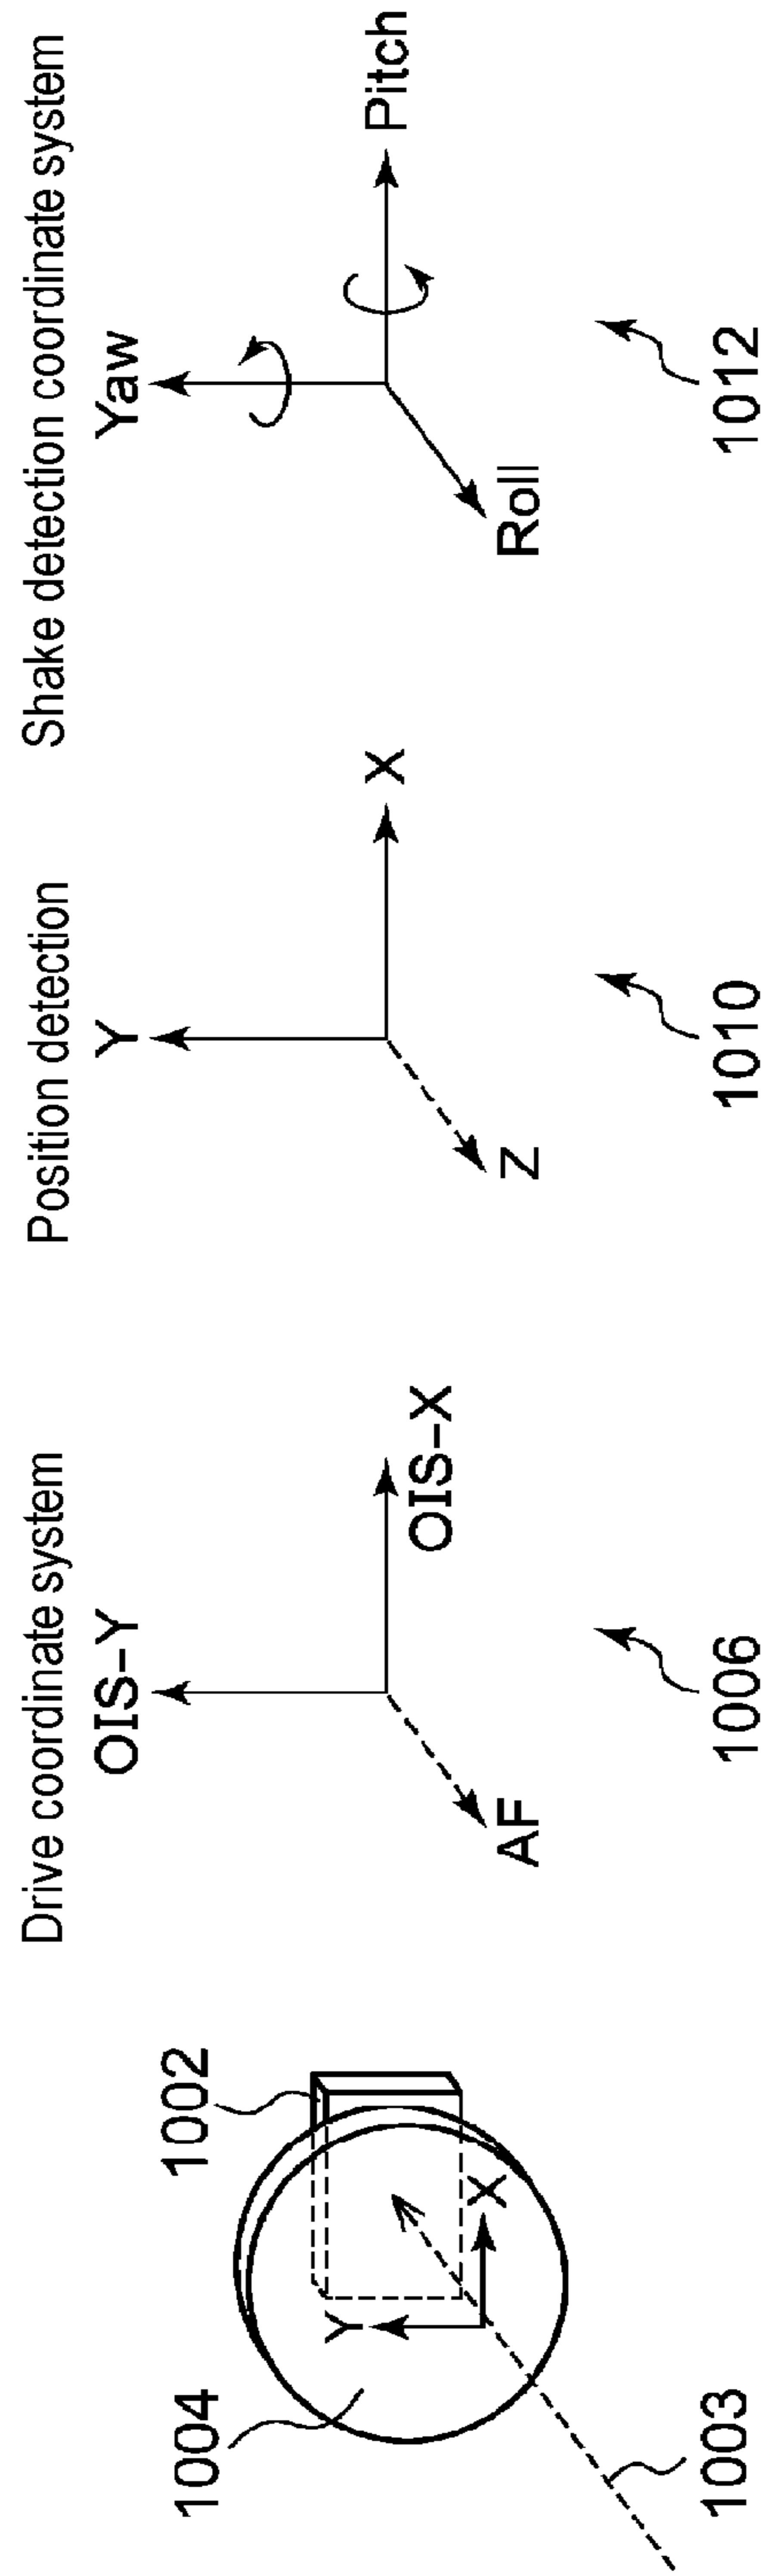 1004
1002
Y
X
1003
Drive coordinate system
OIS-Y
OIS-X
AF
1006
Position detection
Y
X
Z
1010
Shake detection coordinate system
Yaw
Pitch
Roll
1012